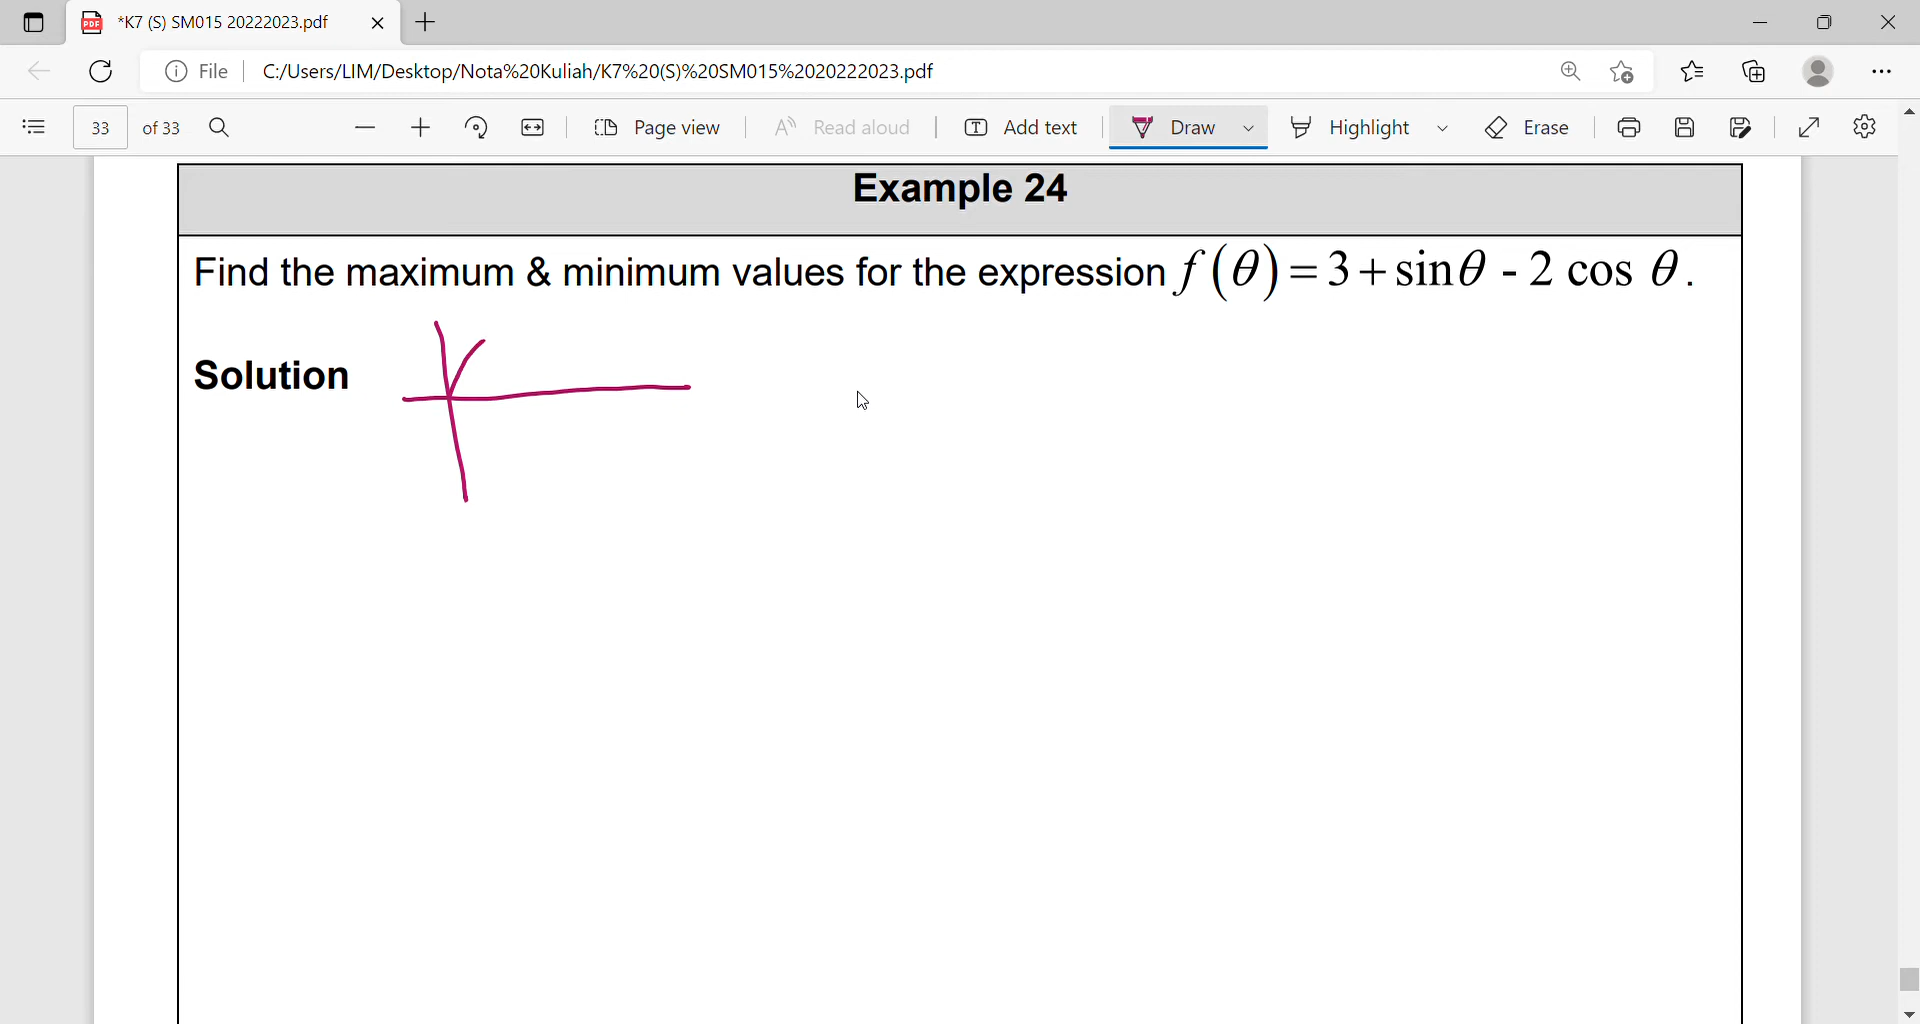 *K7 (S) SM015 20222023.pdf
File C:/Users/LIM/Desktop/Nota%20Kuliah/K7%20(S)%20SM015%2020222023.pdf
33 of 33 Page view Read aloud Add text Draw Highlight Erase
Example 24
Find the maximum & minimum values for the expression f(θ)=3+sinθ - 2 cos θ.
Solution